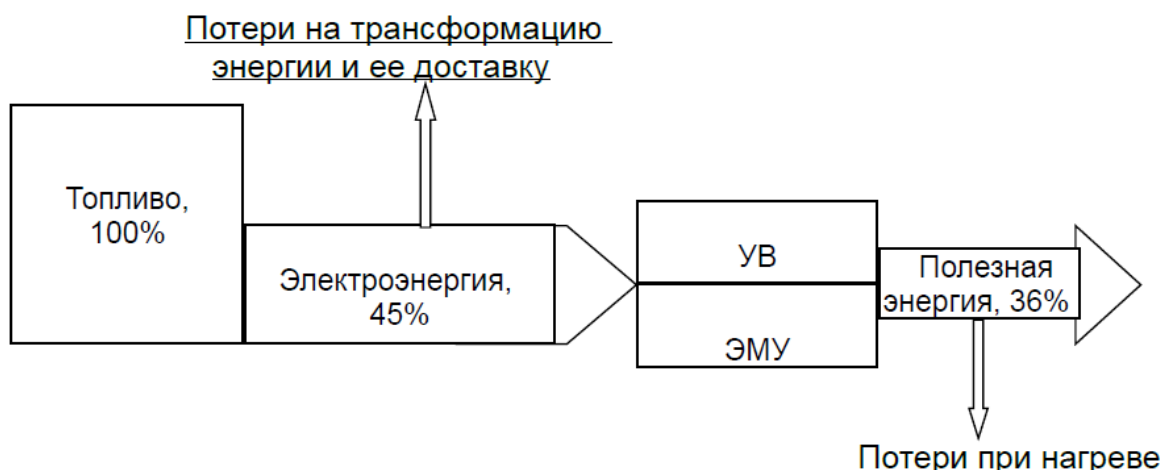 Потери на трансформацию
энергии и ее доставку
Топливо,
100%
Электроэнергия,
45%
УВ
ЭМУ
Полезная
энергия, 36%
Потери при нагреве